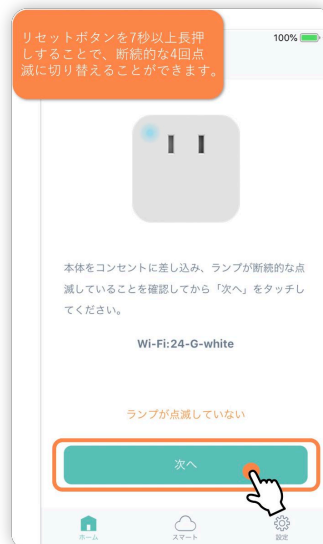 リセットボタンを7秒以上長押
しすることで、断続的な4回点
滅に切り替えることができます。
100%
本体をコンセントに差し込み、ランプが断続的な点
滅していることを確認してから「次へ」をタッチし
てください。
Wi-Fi:24-G-white
ランプが点滅していない
次へ
ホーム
スマート
設定